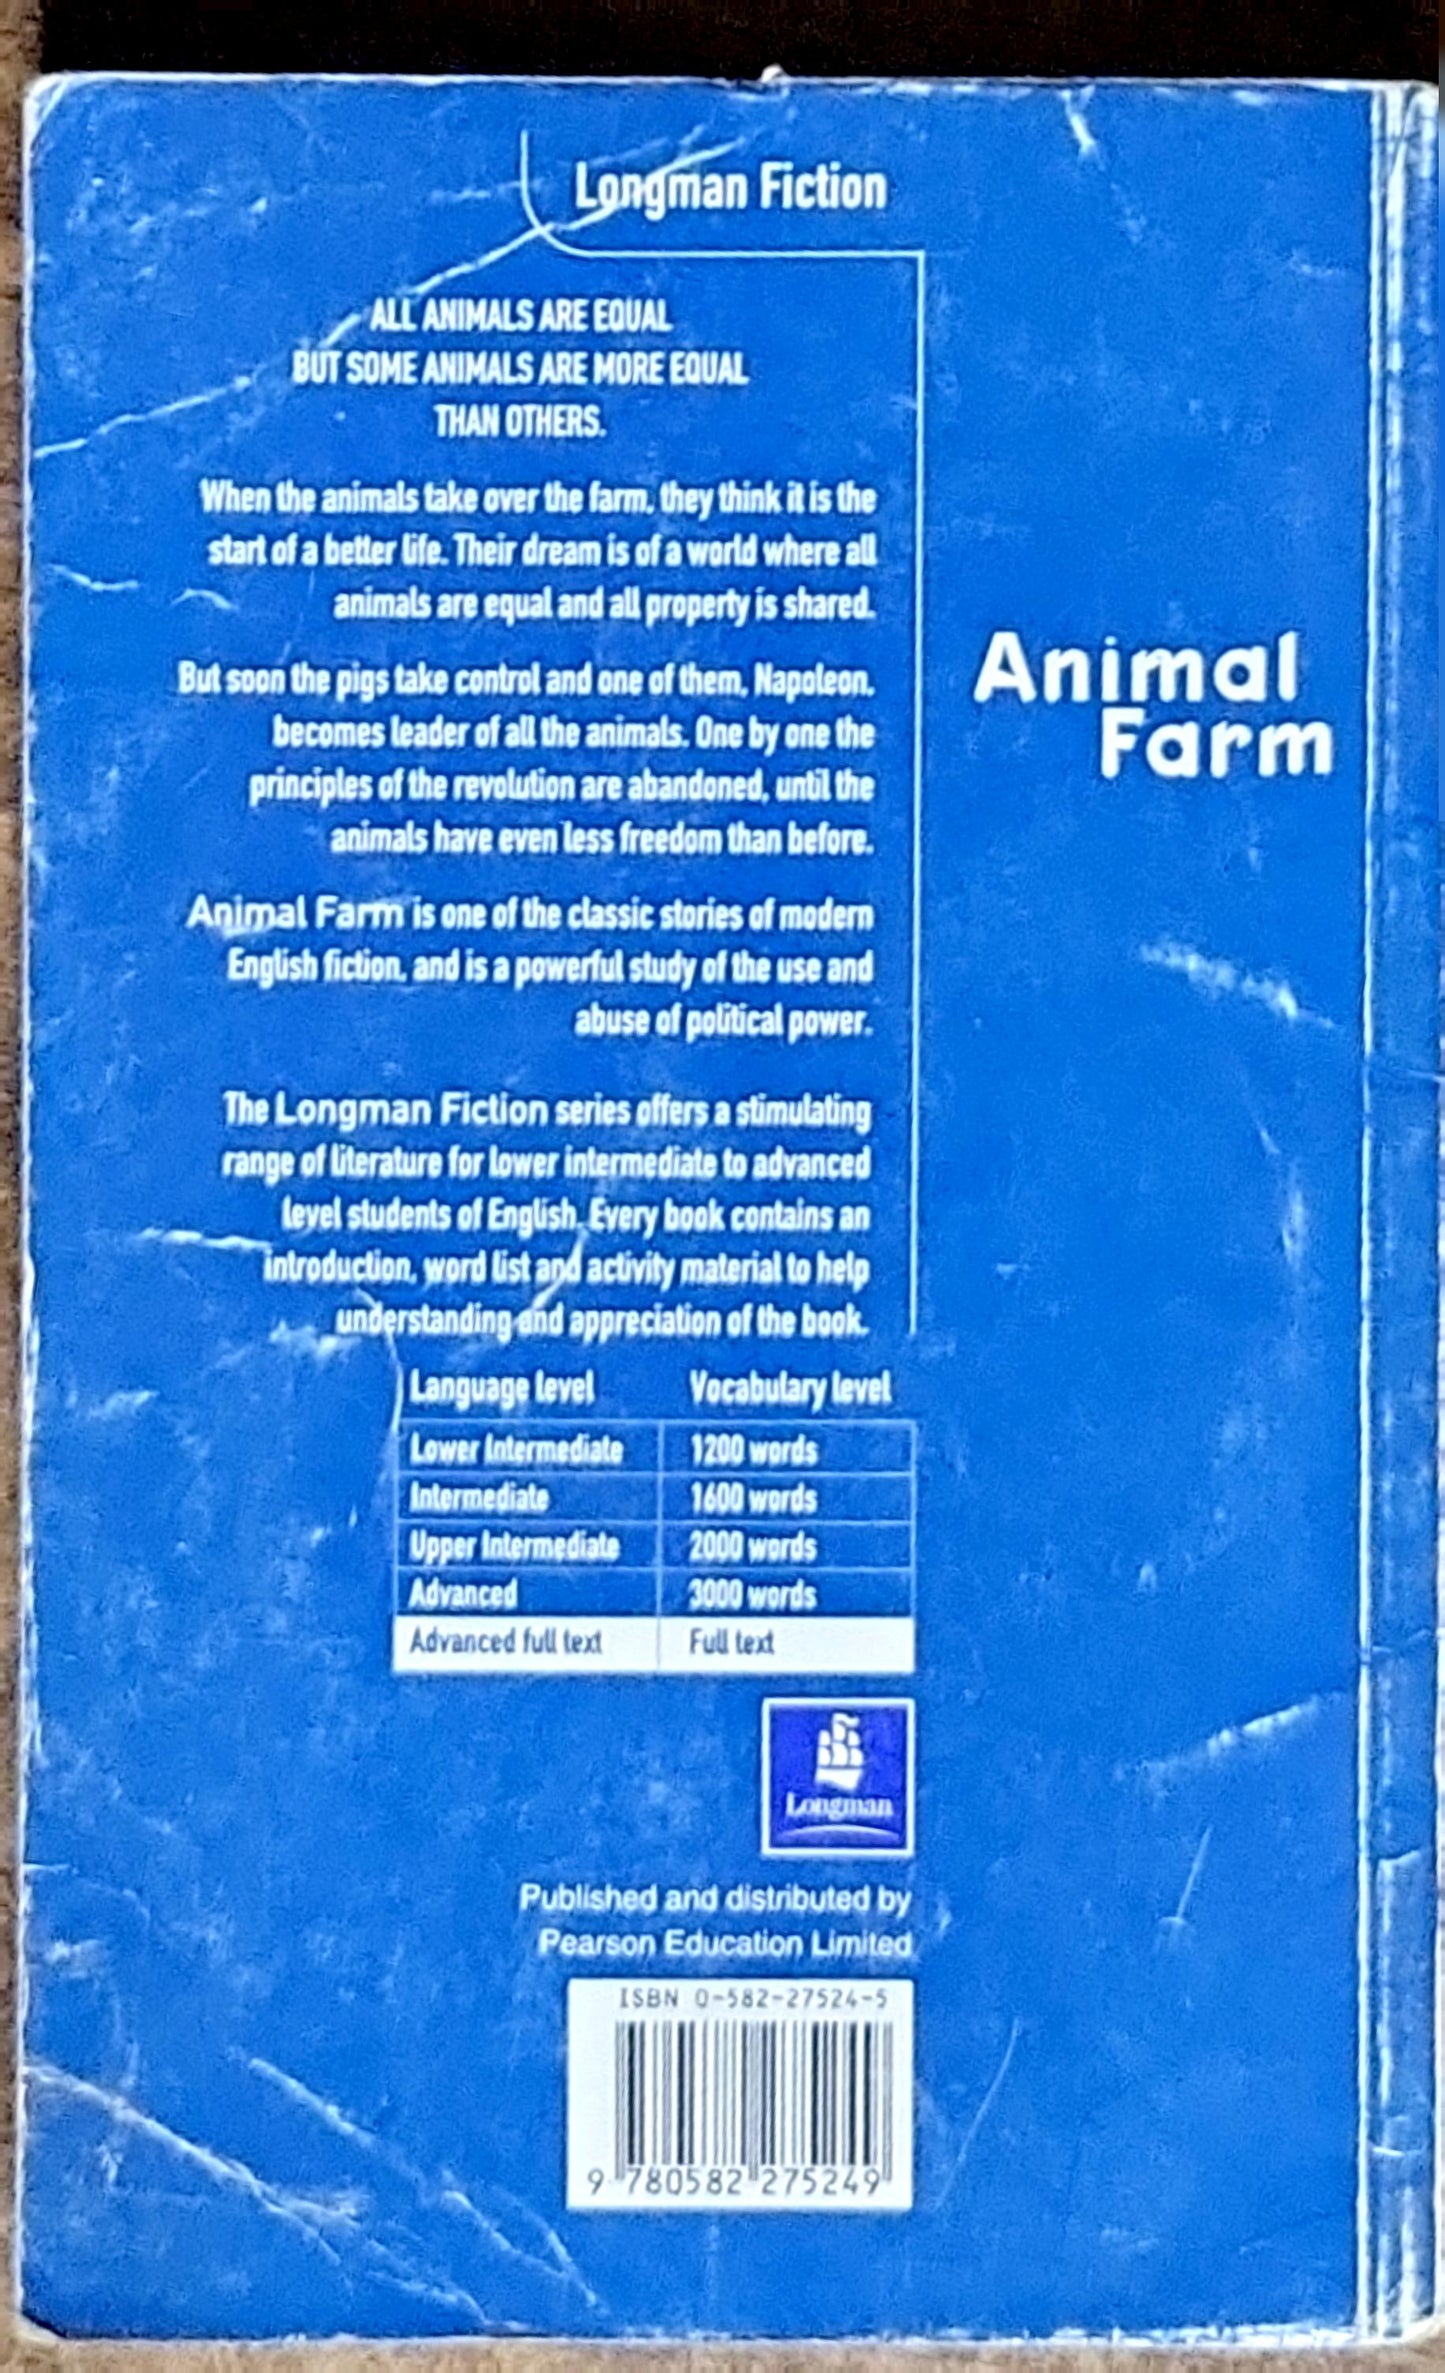 Longman Fiction
ALL ANIMALS ARE EQUAL
BUT SOME ANIMALS ARE MORE EQUAL
THAN OTHERS.
When the animals take over the farm, they think it is the
start of a better life. Their dream is of a world where all
animals are equal and all property is shared.
But soon the pigs take control and one of them, Napoleon,
becomes leader of all the animals. One by one the
principles of the revolution are abandoned, until the
animals have even less freedom than before.
Animal Farm is one of the classic stories of modern
English fiction, and is a powerful study of the use and
abuse of political power.
The Longman Fiction series offers a stimulating
range of literature for lower intermediate to advanced
level students of English. Every book contains an
introduction, word list and activity material to help
understanding and appreciation of the book.
Language level Vocabulary level
Lower Intermediate 1200 words
Intermediate 1600 words
Upper Intermediate 2000 words
Advanced 3000 words
Advanced full text Full text
Longman
Published and distributed by
Pearson Education Limited
ISBN 0-582-27524-5
9 780582 275249
Animal
Farm